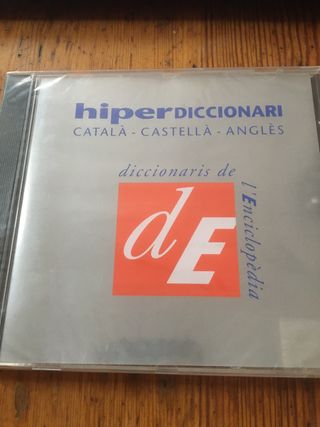 hiperDICCIONARI
CATALÀ - CASTELLÀ - ANGLÈS
diccionaris de
l'Enciclopèdia
dE